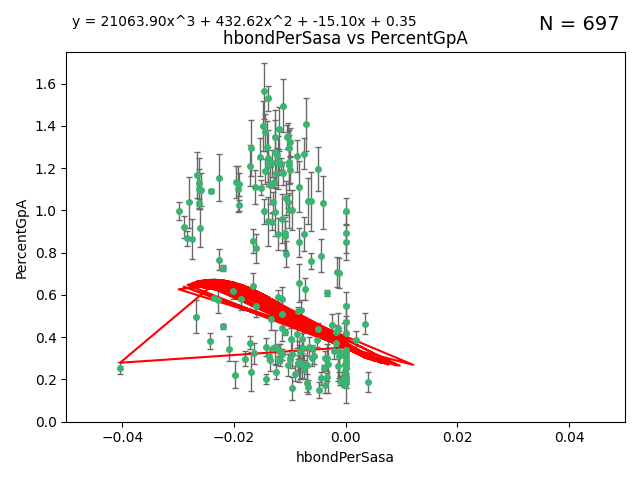 y = 21063.90x^3 + 432.62x^2 + -15.10x + 0.35
N = 697
hbondPerSasa vs PercentGpA
PercentGpA
1.6
1.4
1.2
1.0
0.8
0.6
0.4
0.2
0.0
−0.04 −0.02 0.00 0.02 0.04
hbondPerSasa